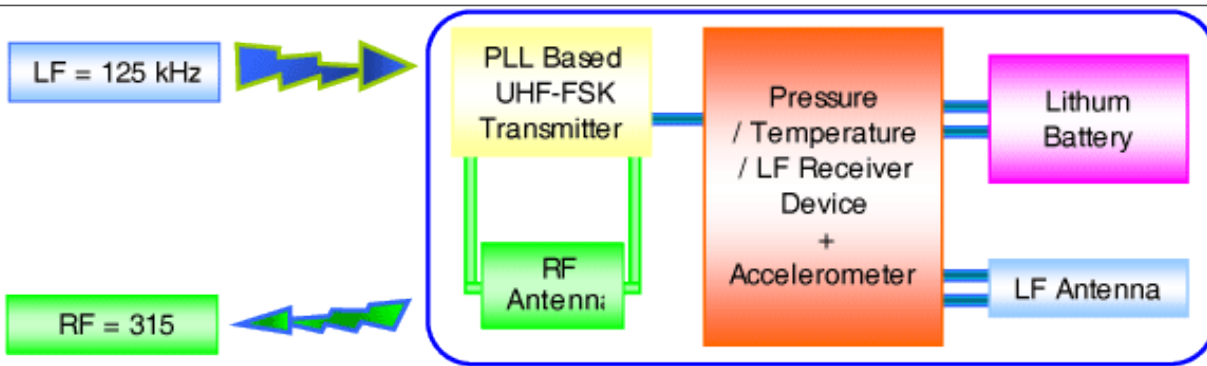 LF = 125 kHz
RF = 315
PLL Based
UHF-FSK
Transmitter
RF
Antenna
Pressure
/ Temperature
/ LF Receiver
Device
+
Accelerometer
Lithum
Battery
LF Antenna